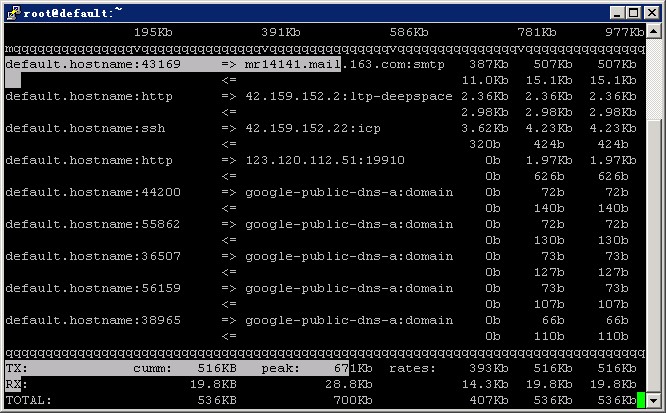 root@default:~
195Kb 391Kb 586Kb 781Kb 977Kb
mqqqqqqqqqqqqqqqqqqqqqvqqqqqqqqqqqqqqqqqqqqvqqqqqqqqqqqqqqqqqqqqvqqqqqqqqqqqqqqqqqqqqvqqqqqqqqqqqqqqqqqqqq
default.hostname:43169 => mr14141.mail.163.com:smtp 387Kb 507Kb 507Kb
<= 11.0Kb 15.1Kb 15.1Kb
default.hostname:http => 42.159.152.2:ltp-deepspace 2.36Kb 2.36Kb 2.36Kb
<= 2.98Kb 2.98Kb 2.98Kb
default.hostname:ssh => 42.159.152.22:icp 3.62Kb 4.23Kb 4.23Kb
<= 320b 424b 424b
default.hostname:http => 123.120.112.51:19910 0b 1.97Kb 1.97Kb
<= 0b 626b 626b
default.hostname:44200 => google-public-dns-a:domain 0b 72b 72b
<= 0b 140b 140b
default.hostname:55862 => google-public-dns-a:domain 0b 72b 72b
<= 0b 130b 130b
default.hostname:36507 => google-public-dns-a:domain 0b 73b 73b
<= 0b 127b 127b
default.hostname:56159 => google-public-dns-a:domain 0b 73b 73b
<= 0b 107b 107b
default.hostname:38965 => google-public-dns-a:domain 0b 66b 66b
<= 0b 110b 110b
qqqqqqqqqqqqqqqqqqqqqqqqqqqqqqqqqqqqqqqqqqqqqqqqqqqqqqqqqqqqqqqqqqqqqqqqqqqqqqqq
TX: cumm: 516KB peak: 671Kb rates: 393Kb 516Kb 516Kb
RX: 19.8KB 28.8Kb 14.3Kb 19.8Kb 19.8Kb
TOTAL: 536KB 700Kb 407Kb 536Kb 536Kb